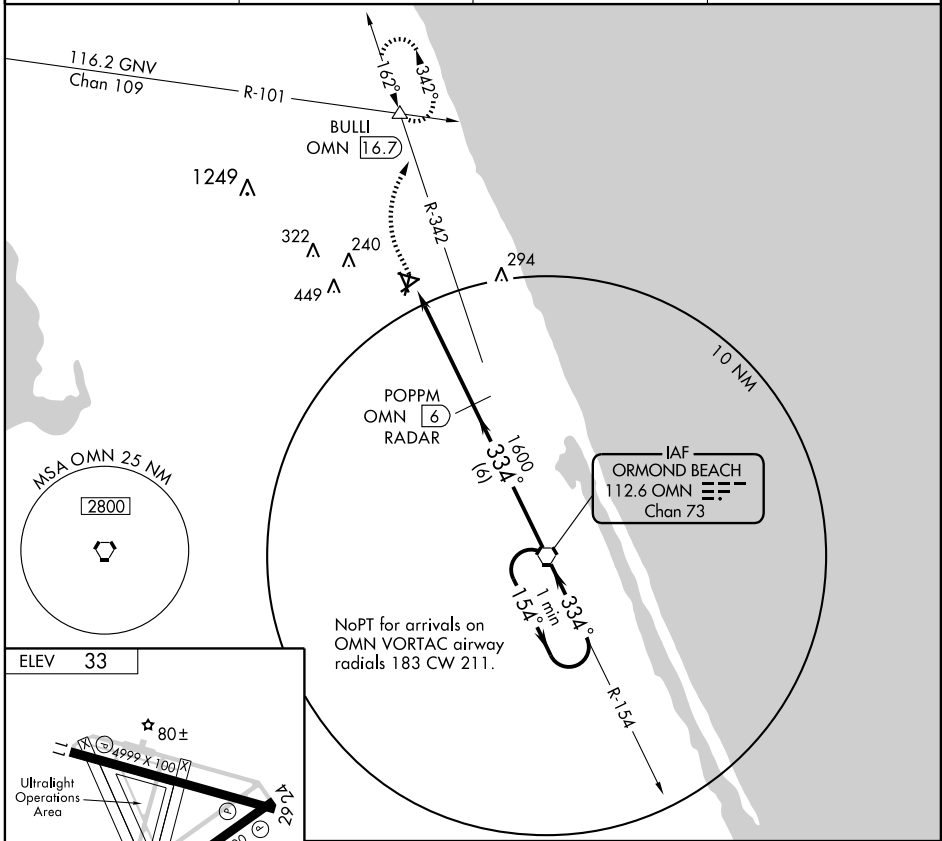 116.2 GNV
Chan 109
R-101
162°
342°
BULLI
OMN 16.7
1249
R-342
322
240
449
294
10 NM
POPPM
OMN 6
RADAR
1600
334°
(6)
IAF
ORMOND BEACH
112.6 OMN
Chan 73
MSA OMN 25 NM
2800
154°
1 min
334°
NoPT for arrivals on
OMN VORTAC airway
radials 183 CW 211.
R-154
ELEV 33
80±
11
X
P
4999 X 100
X
Ultralight
Operations
Area
29
24
P
P